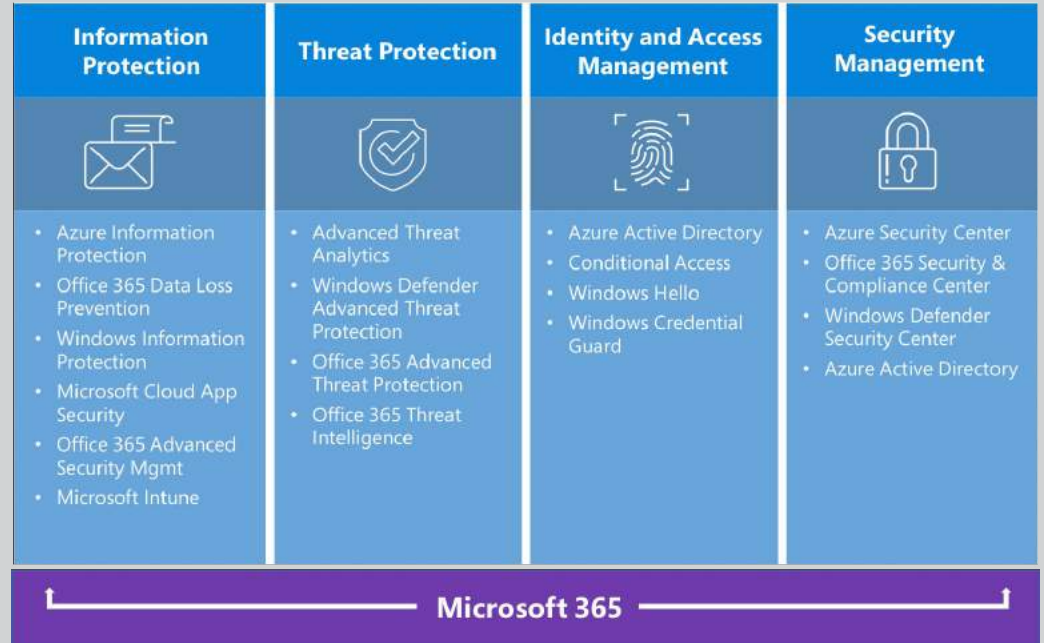 Information
Protection
Threat Protection
Identity and Access
Management
Security
Management
• Azure Information
Protection
• Office 365 Data Loss
Prevention
• Windows Information
Protection
• Microsoft Cloud App
Security
• Office 365 Advanced
Security Mgmt
• Microsoft Intune
• Advanced Threat
Analytics
• Windows Defender
Advanced Threat
Protection
• Office 365 Advanced
Threat Protection
• Office 365 Threat
Intelligence
• Azure Active Directory
• Conditional Access
• Windows Hello
• Windows Credential
Guard
• Azure Security Center
• Office 365 Security &
Compliance Center
• Windows Defender
Security Center
• Azure Active Directory
Microsoft 365